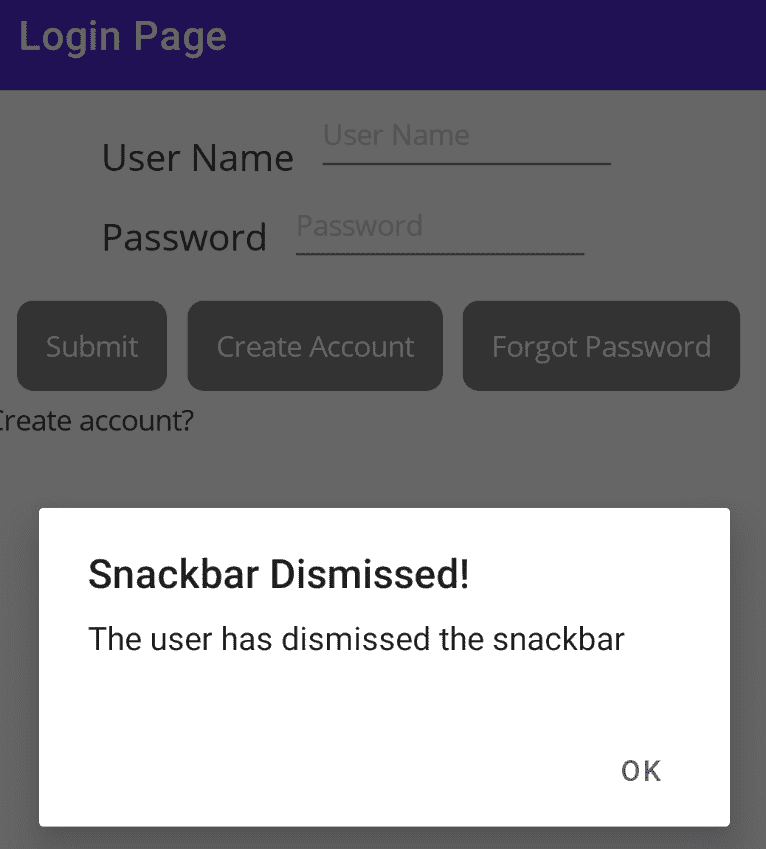 Login Page
User Name User Name
Password Password
Submit Create Account Forgot Password
Create account?
Snackbar Dismissed!
The user has dismissed the snackbar
OK